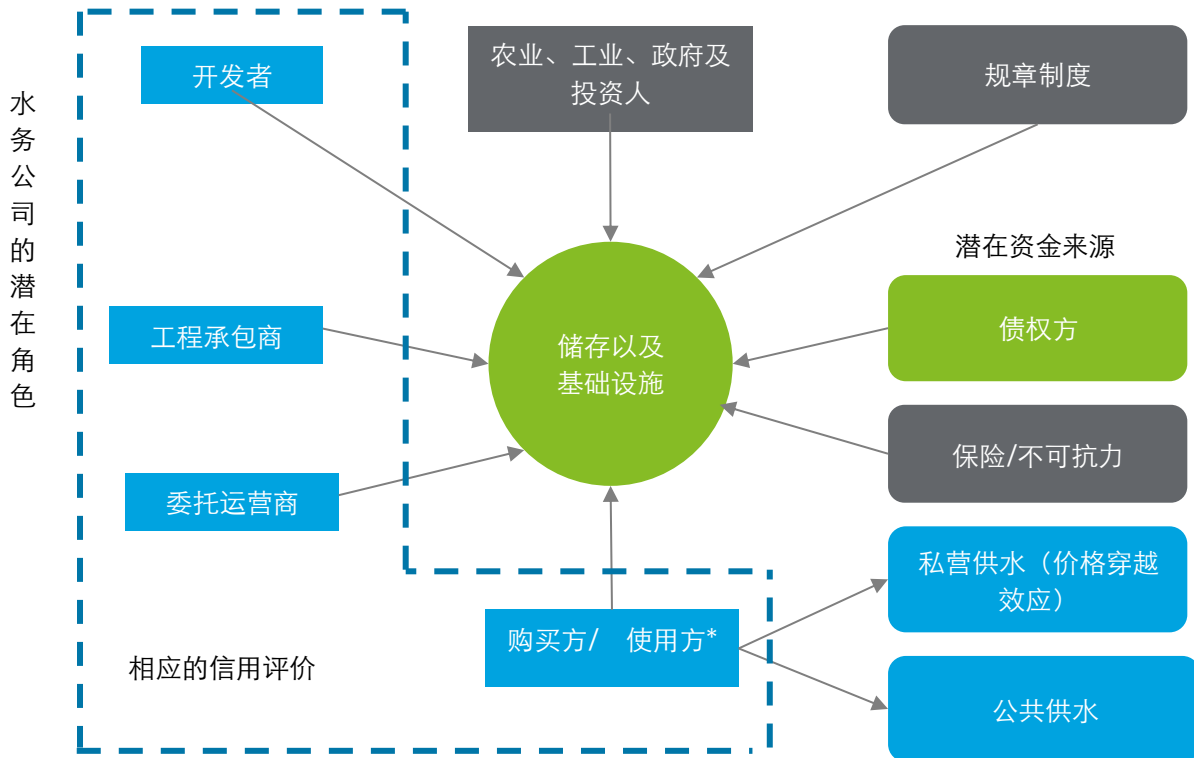 水务公司的潜在角色
开发者
农业、工业、政府及
投资人
规章制度
潜在资金来源
工程承包商
储存以及
基础设施
债权方
保险/不可抗力
委托运营商
私营供水（价格穿越
效应）
购买方/ 使用方*
相应的信用评价
公共供水